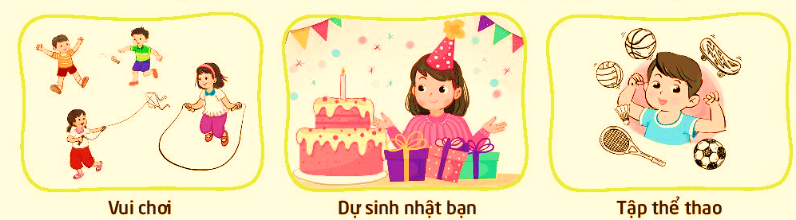 Vui chơi
Dự sinh nhật bạn
Tập thể thao